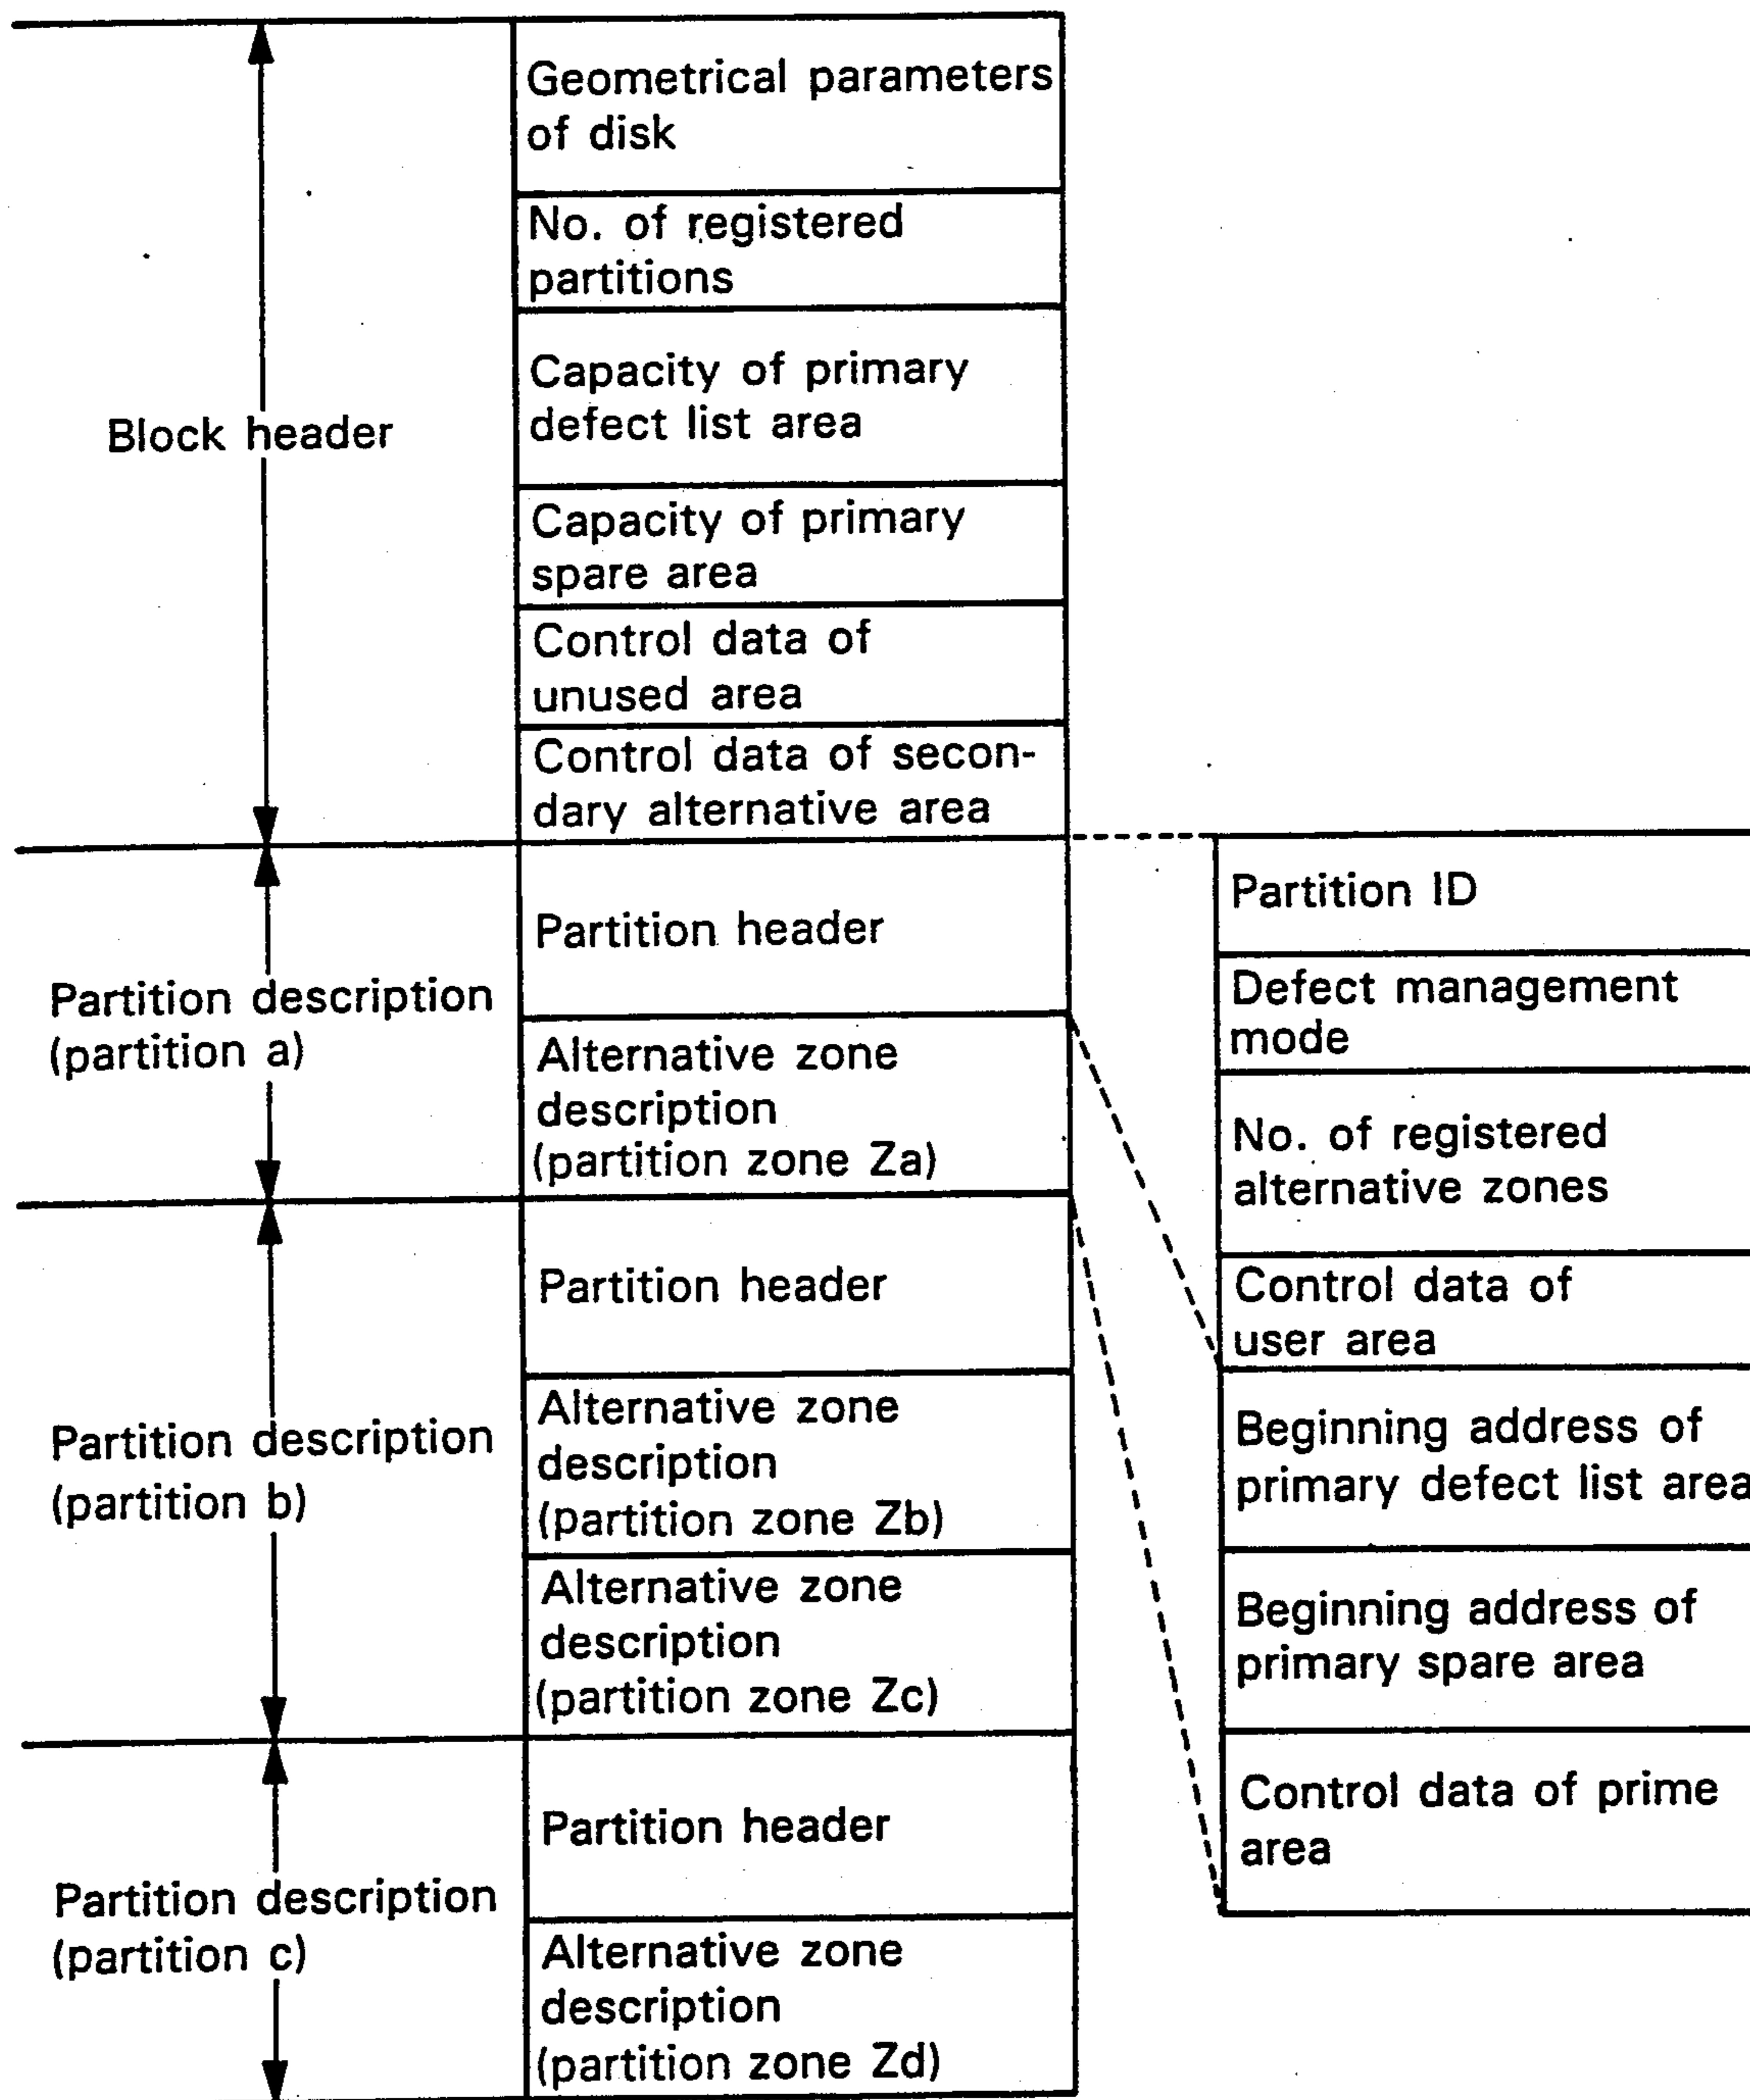 Geometrical parameters
of disk
No. of registered
partitions
Capacity of primary
defect list area
Block header
Capacity of primary
spare area
Control data of
unused area
Control data of secon-
dary alternative area
Partition description
(partition a)
Partition header
Alternative zone
description
(partition zone Za)
Partition description
(partition b)
Partition header
Alternative zone
description
(partition zone Zb)
Alternative zone
description
(partition zone Zc)
Partition description
(partition c)
Partition header
Alternative zone
description
(partition zone Zd)
Partition ID
Defect management
mode
No. of registered
alternative zones
Control data of
user area
Beginning address of
primary defect list area
Beginning address of
primary spare area
Control data of prime
area